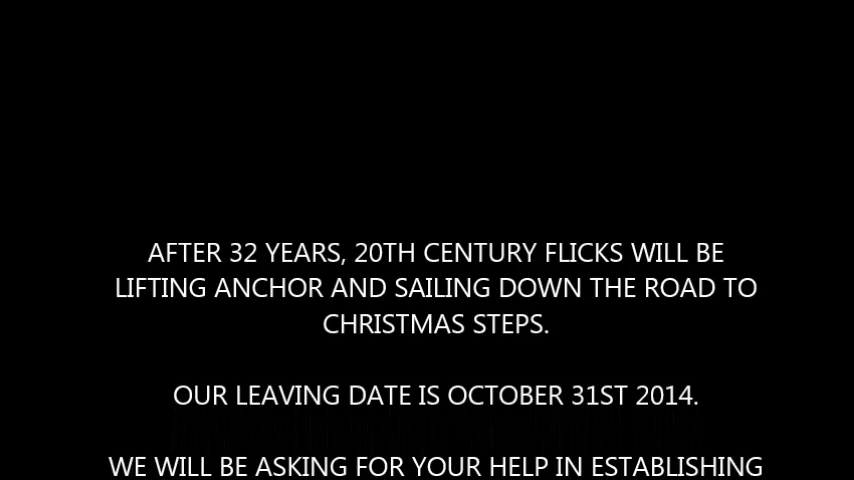 AFTER 32 YEARS, 20TH CENTURY FLICKS WILL BE
LIFTING ANCHOR AND SAILING DOWN THE ROAD TO
CHRISTMAS STEPS.
OUR LEAVING DATE IS OCTOBER 31ST 2014.
WE WILL BE ASKING FOR YOUR HELP IN ESTABLISHING